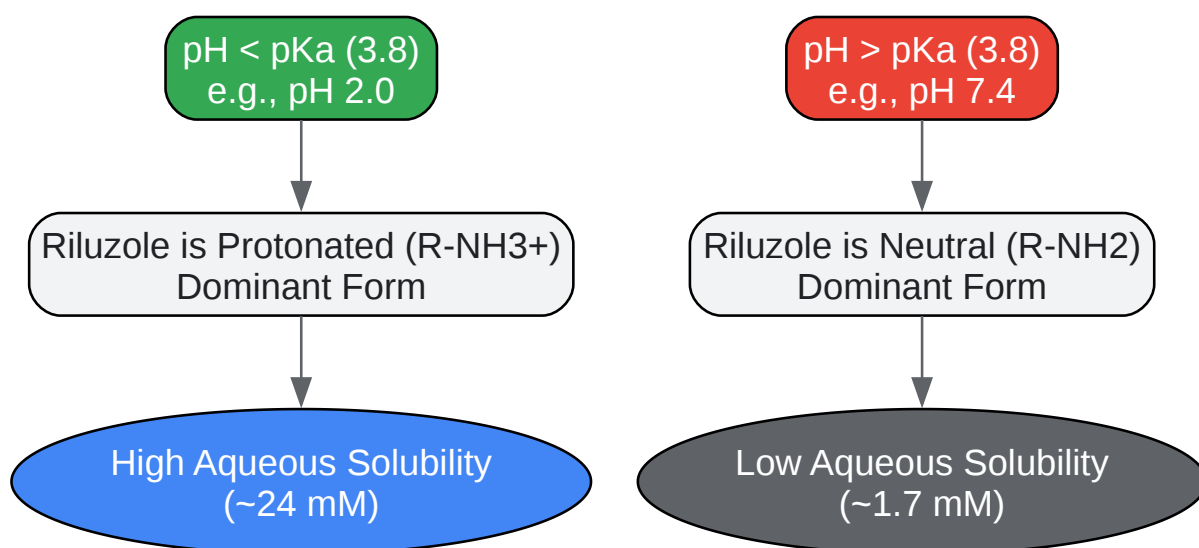 pH < pKa (3.8)
e.g., pH 2.0
Riluzole is Protonated (R-NH3+)
Dominant Form
High Aqueous Solubility
(~24 mM)
pH > pKa (3.8)
e.g., pH 7.4
Riluzole is Neutral (R-NH2)
Dominant Form
Low Aqueous Solubility
(~1.7 mM)